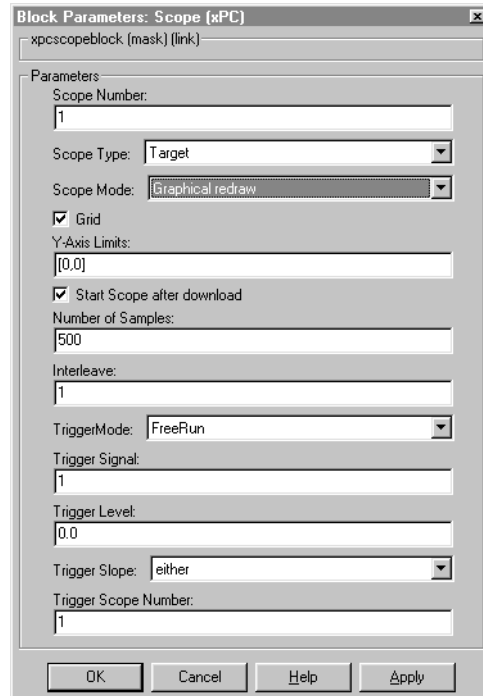 Block Parameters: Scope (xPC)
xpcscopeblock (mask) (link)
Parameters
Scope Number:
1
Scope Type: Target
Scope Mode: Graphical redraw
Grid
Y-Axis Limits:
[0,0]
Start Scope after download
Number of Samples:
500
Interleave:
1
TriggerMode: FreeRun
Trigger Signal:
1
Trigger Level:
0.0
Trigger Slope: either
Trigger Scope Number:
1
OK Cancel Help Apply